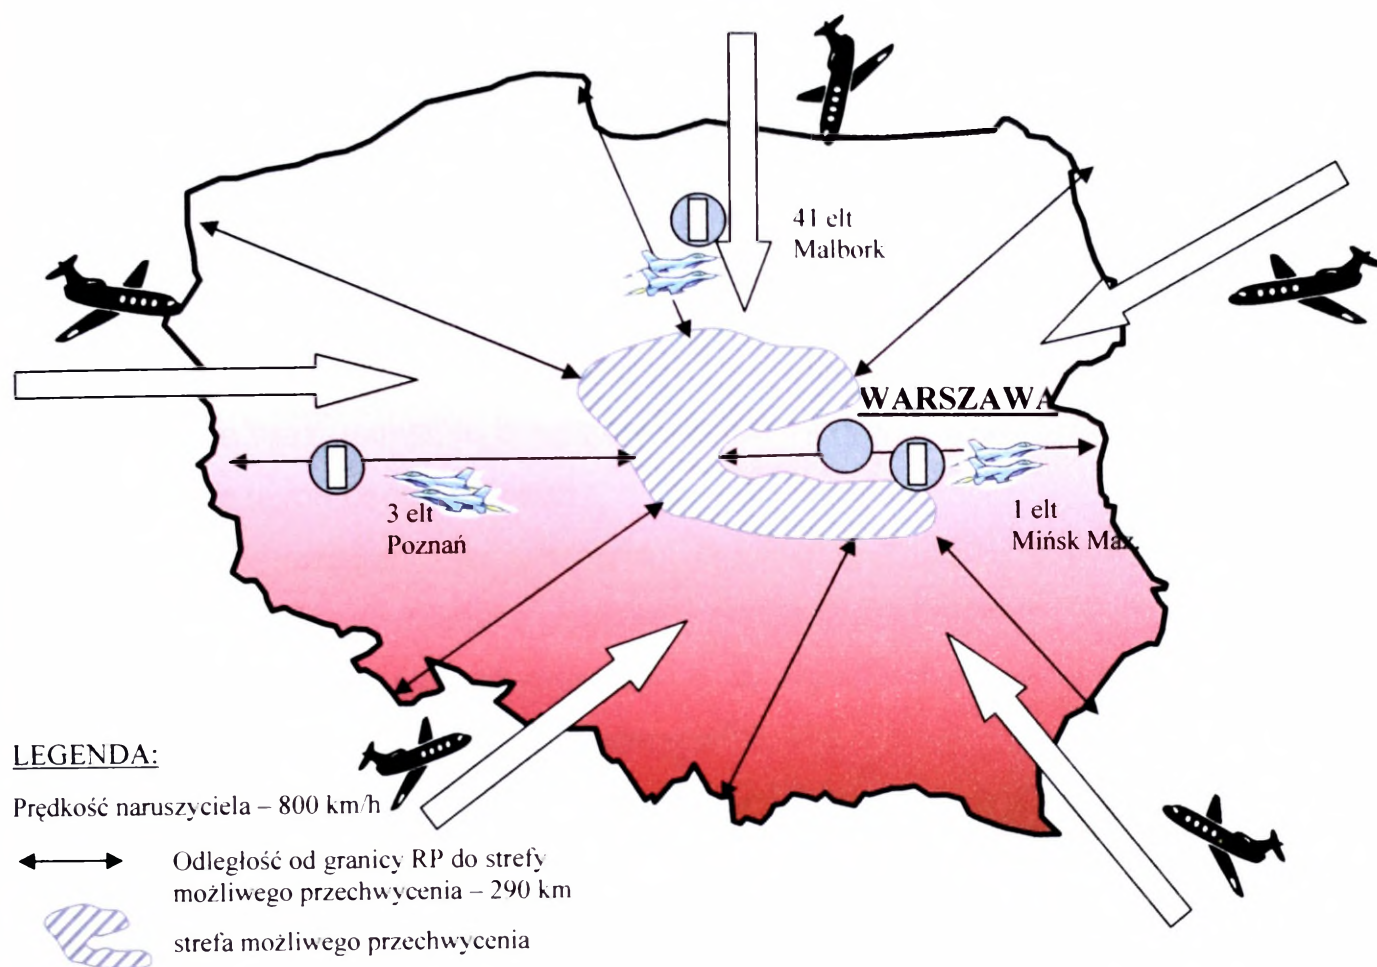 41 elt
Malbork
WARSZAWA
3 elt
Poznań
1 elt
Mińsk Maz.
LEGENDA:
Prędkość naruszyciela – 800 km/h
Odległość od granicy RP do strefy
możliwego przechwycenia – 290 km
strefa możliwego przechwycenia